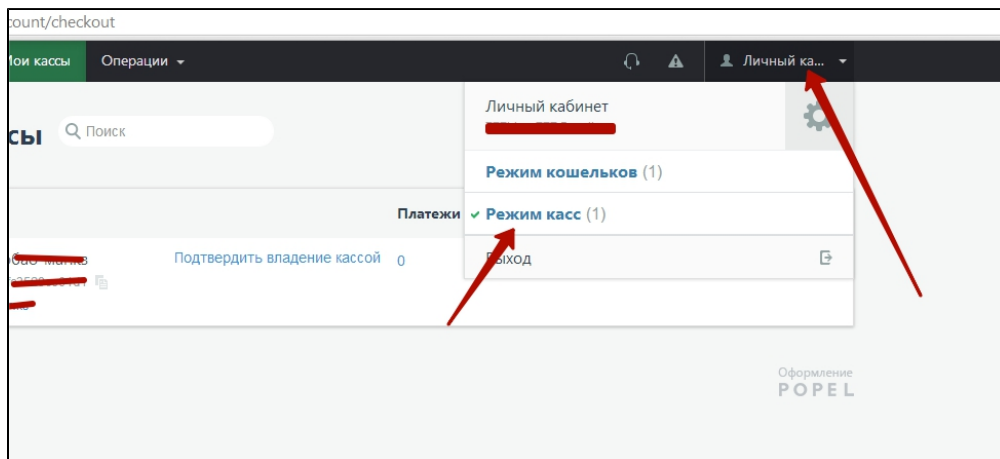 count/checkout
Мои кассы Операции Личный ка...
сы Поиск
Личный кабинет
Режим кошельков (1)
Платежи Режим касс (1)
Подтвердить владение кассой 0 Выход
Оформление
POPEL